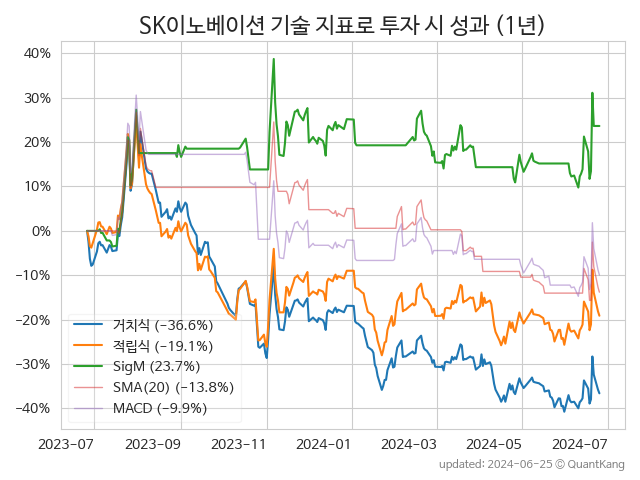 SK이노베이션 기술 지표로 투자 시 성과 (1년)
40%
30%
20%
10%
0%
−10%
−20%
−30%
−40%
거치식 (−36.6%)
적립식 (−19.1%)
SigM (23.7%)
SMA(20) (−13.8%)
MACD (−9.9%)
2023-07 2023-09 2023-11 2024-01 2024-03 2024-05 2024-07
updated: 2024-06-25 © QuantKang